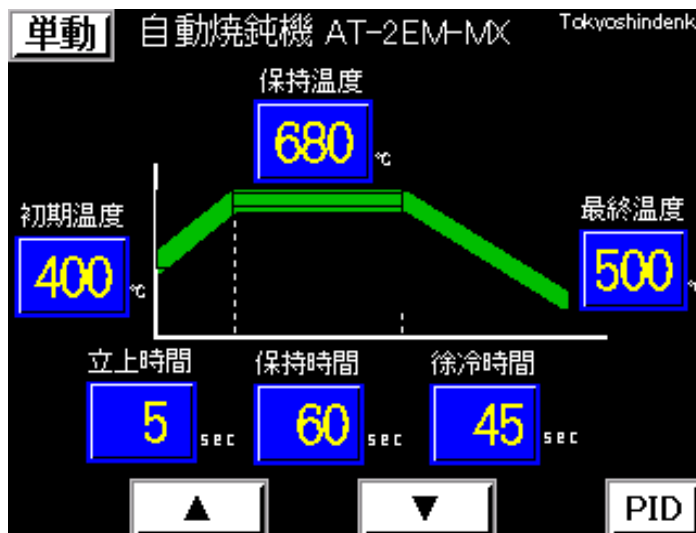 単動
自動焼鈍機 AT-2EM-MX
Tokyoshindenk
保持温度
680 ℃
初期温度
400 ℃
最終温度
500 ℃
立上時間
5 sec
保持時間
60 sec
徐冷時間
45 sec
▲
▼
PID